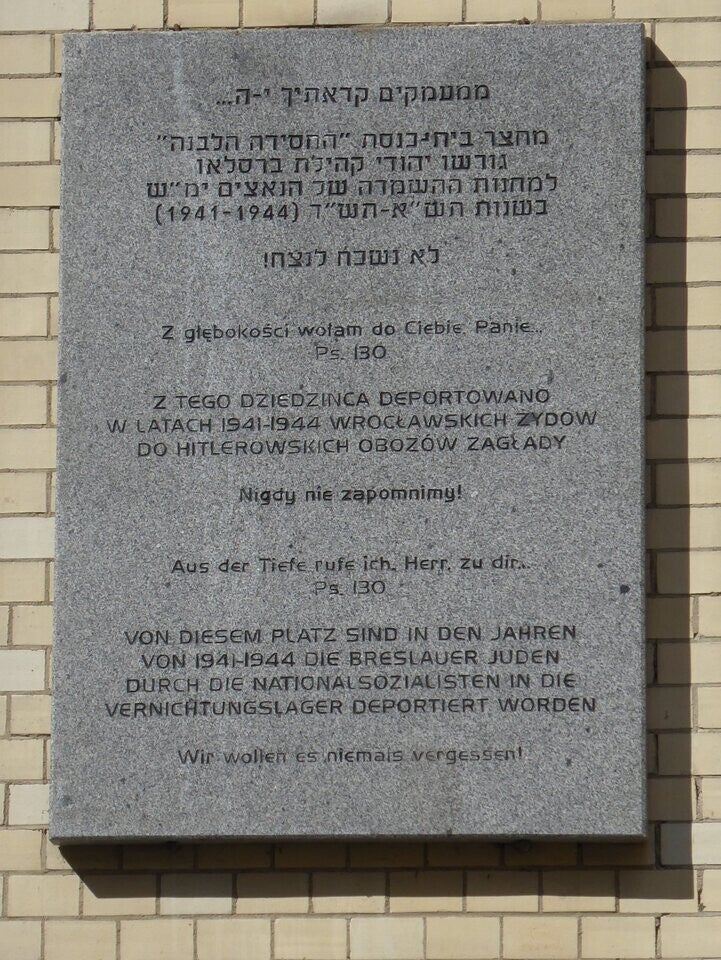 ממעמקים קראתיך י-ה...
מחצר בית-כנסת "החסידה הלבנה"
גורשו יהודי קהילת ברסלאו
למחנות ההשמדה של הנאצים ימ"ש
בשנות תש"א-תש"ד (1941-1944)
לא נשכח לנצח!
Z głębokości wołam do Ciebie, Panie...
Ps. 130
Z TEGO DZIEDZIŃCA DEPORTOWANO
W LATACH 1941-1944 WROCŁAWSKICH ŻYDÓW
DO HITLEROWSKICH OBOZÓW ZAGŁADY
Nigdy nie zapomnimy!
Aus der Tiefe rufe ich, Herr, zu dir...
Ps. 130
VON DIESEM PLATZ SIND IN DEN JAHREN
VON 1941-1944 DIE BRESLAUER JUDEN
DURCH DIE NATIONALSOZIALISTEN IN DIE
VERNICHTUNGSLAGER DEPORTIERT WORDEN
Wir wollen es niemais vergessen!